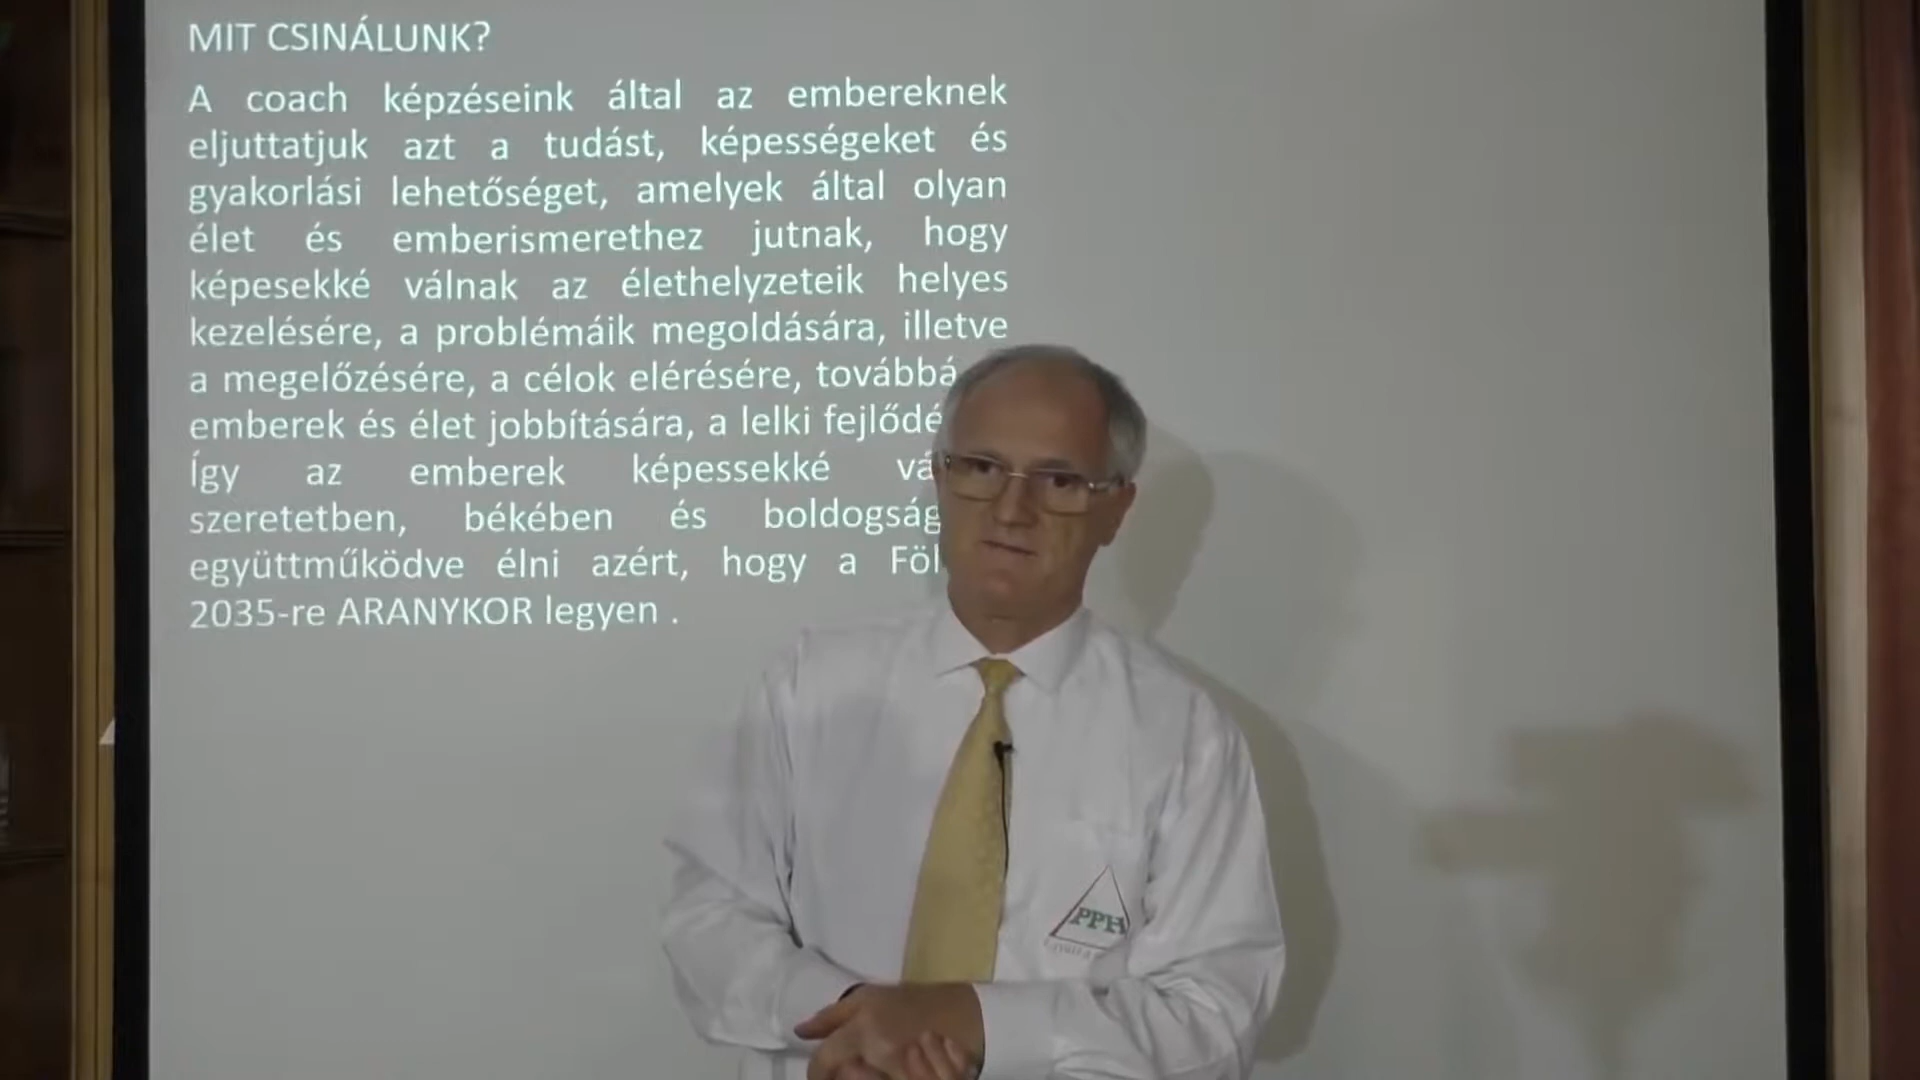 MIT CSINÁLUNK?
A coach képzéseink által az embereknek
eljuttatjuk azt a tudást, képességeket és
gyakorlási lehetőséget, amelyek által olyan
élet és emberismerethez jutnak, hogy
képesekké válnak az élethelyzeteik helyes
kezelésére, a problémáik megoldására, illetve
a megelőzésére, a célok elérésére, továbbá
emberek és élet jobbítására, a lelki
Így az emberek képessekké
szeretetben, békében és
együttműködve élni azért, hogy a
2035-re ARANYKOR legyen .
PPH